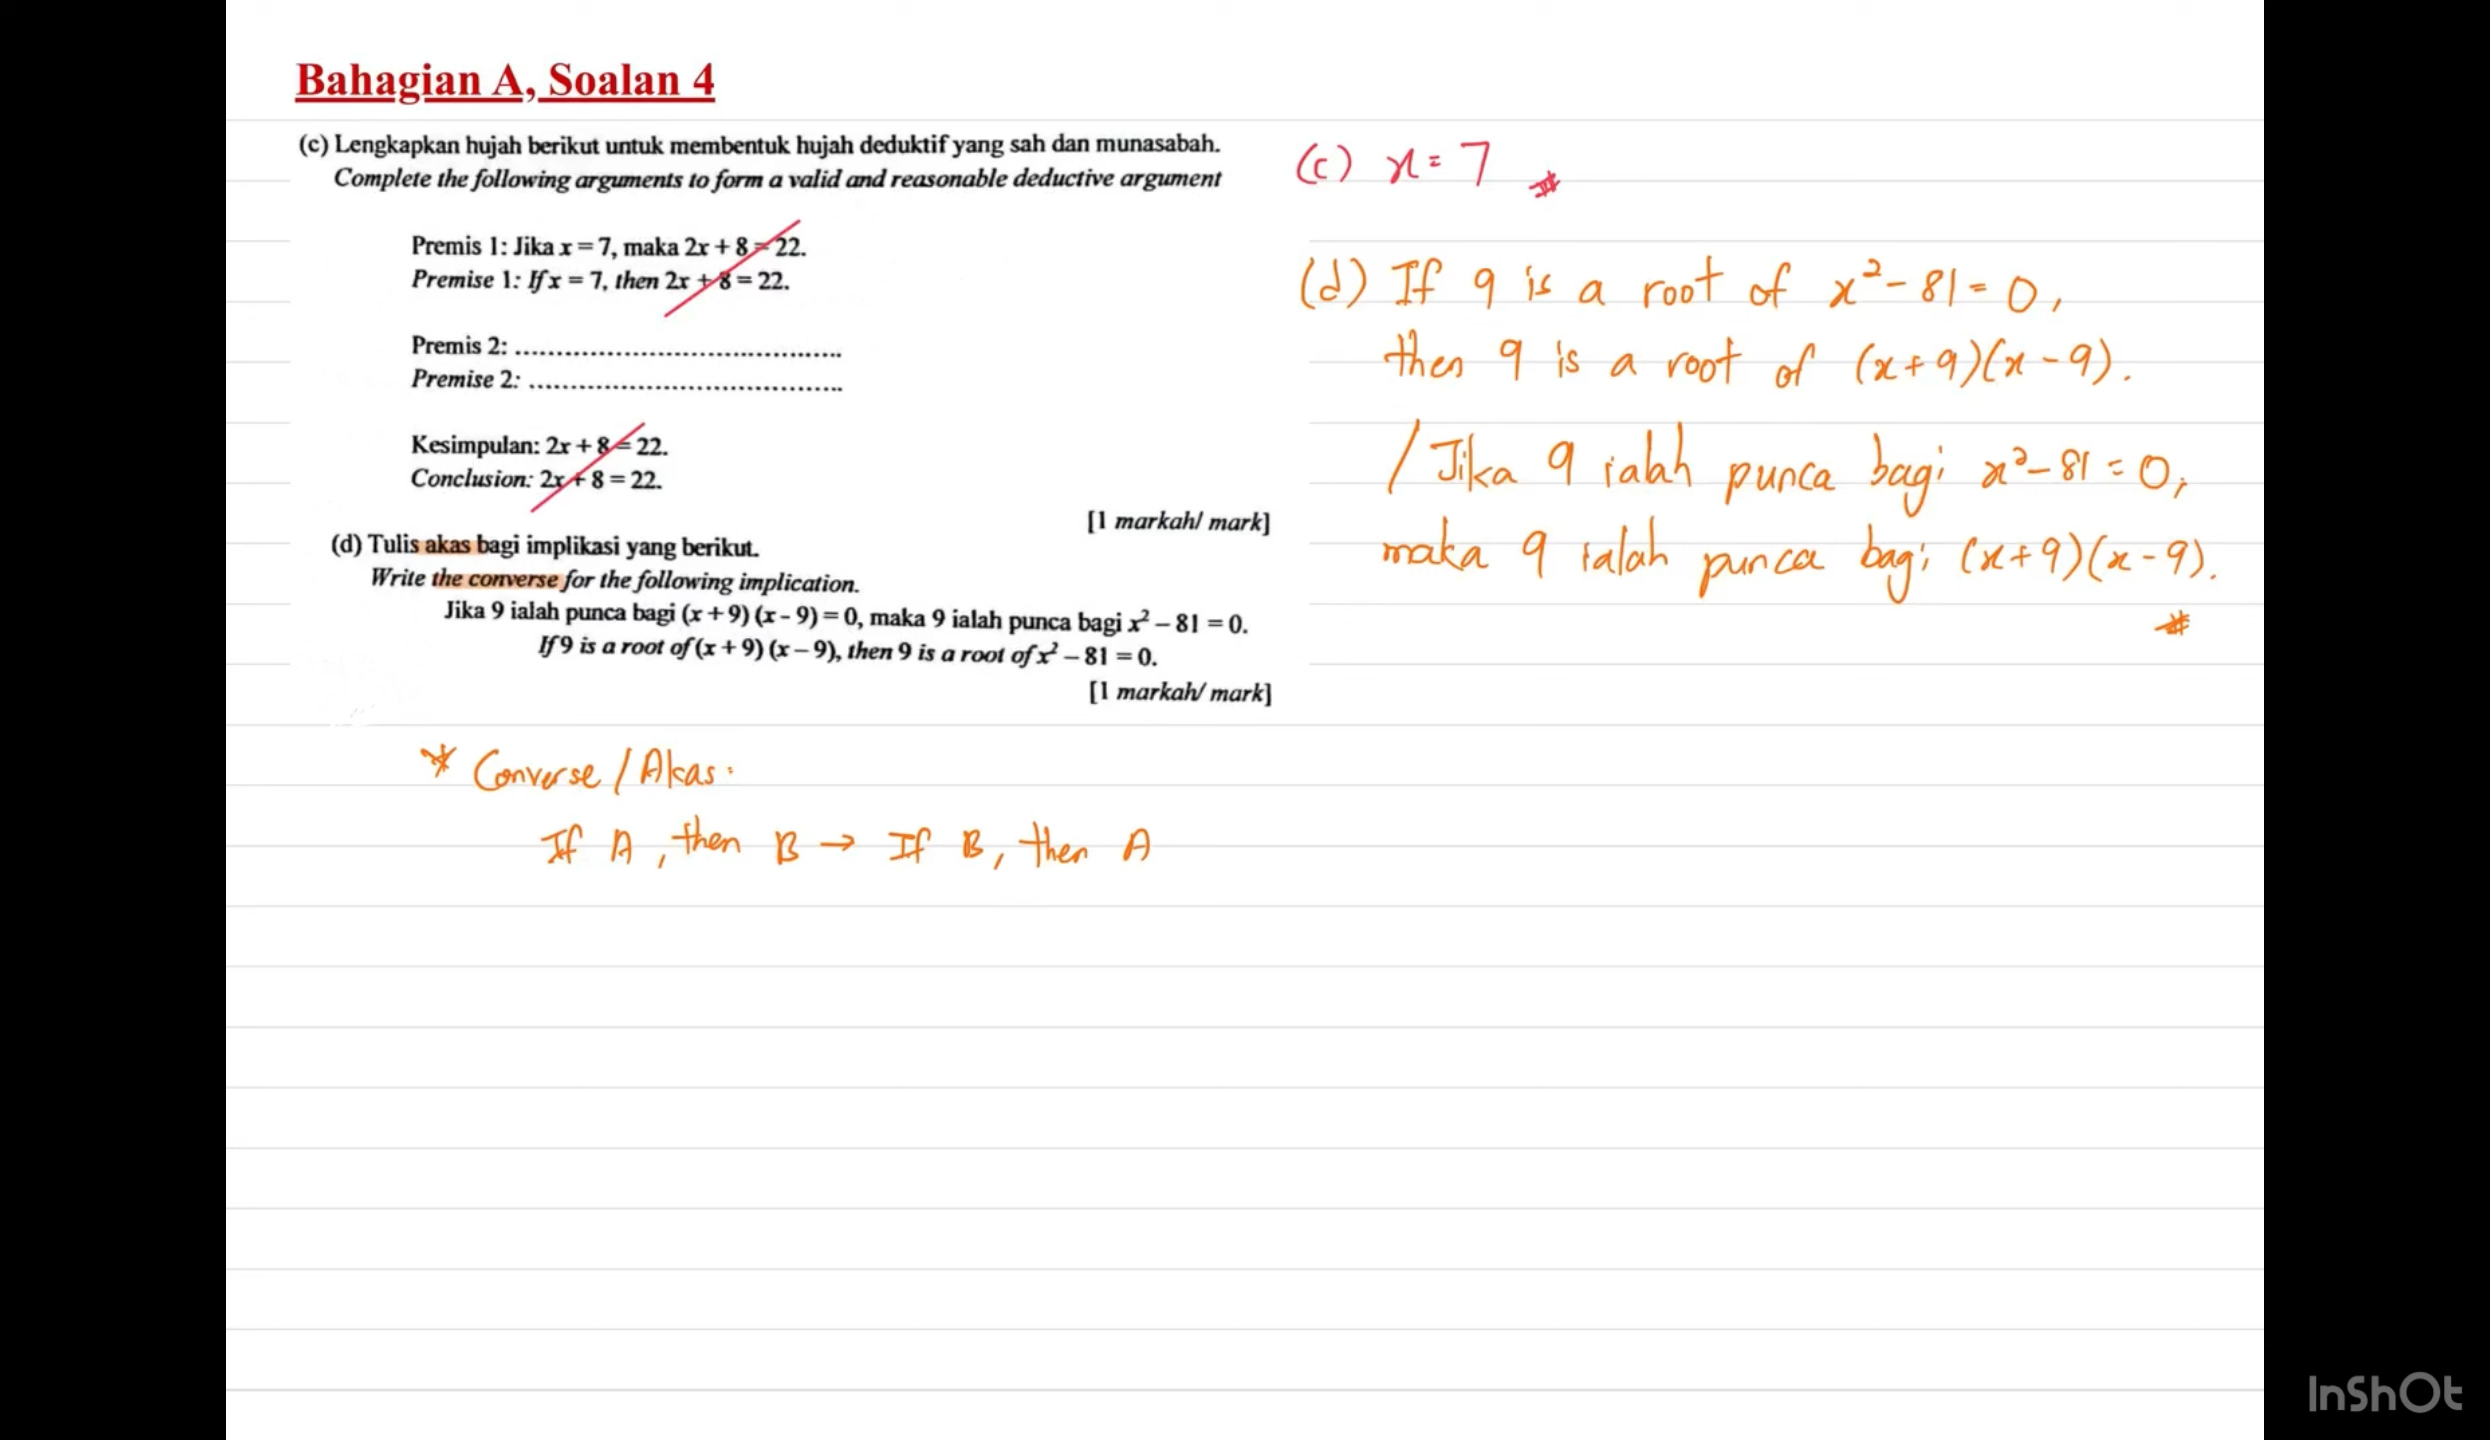 Bahagian A, Soalan 4
(c) Lengkapkan hujah berikut untuk membentuk hujah deduktif yang sah dan munasabah.
Complete the following arguments to form a valid and reasonable deductive argument
Premis 1: Jika x = 7, maka 2x + 8 = 22.
Premise 1: If x = 7, then 2x + 8 = 22.
Premis 2: ..........................................
Premise 2: ........................................
Kesimpulan: 2x + 8 = 22.
Conclusion: 2x + 8 = 22.
[1 markah/ mark]
(d) Tulis akas bagi implikasi yang berikut.
Write the converse for the following implication.
Jika 9 ialah punca bagi (x + 9) (x - 9) = 0, maka 9 ialah punca bagi x² – 81 = 0.
If 9 is a root of (x + 9) (x – 9), then 9 is a root of x² – 81 = 0.
[1 markah/ mark]
* Converse / Akas :
If A, then B → If B, then A
(c) x = 7 #
(d) If 9 is a root of x² - 81 = 0,
then 9 is a root of (x + 9)(x - 9).
/ Jika 9 ialah punca bagi x² - 81 = 0,
maka 9 ialah punca bagi (x + 9)(x - 9).
#
InShOt